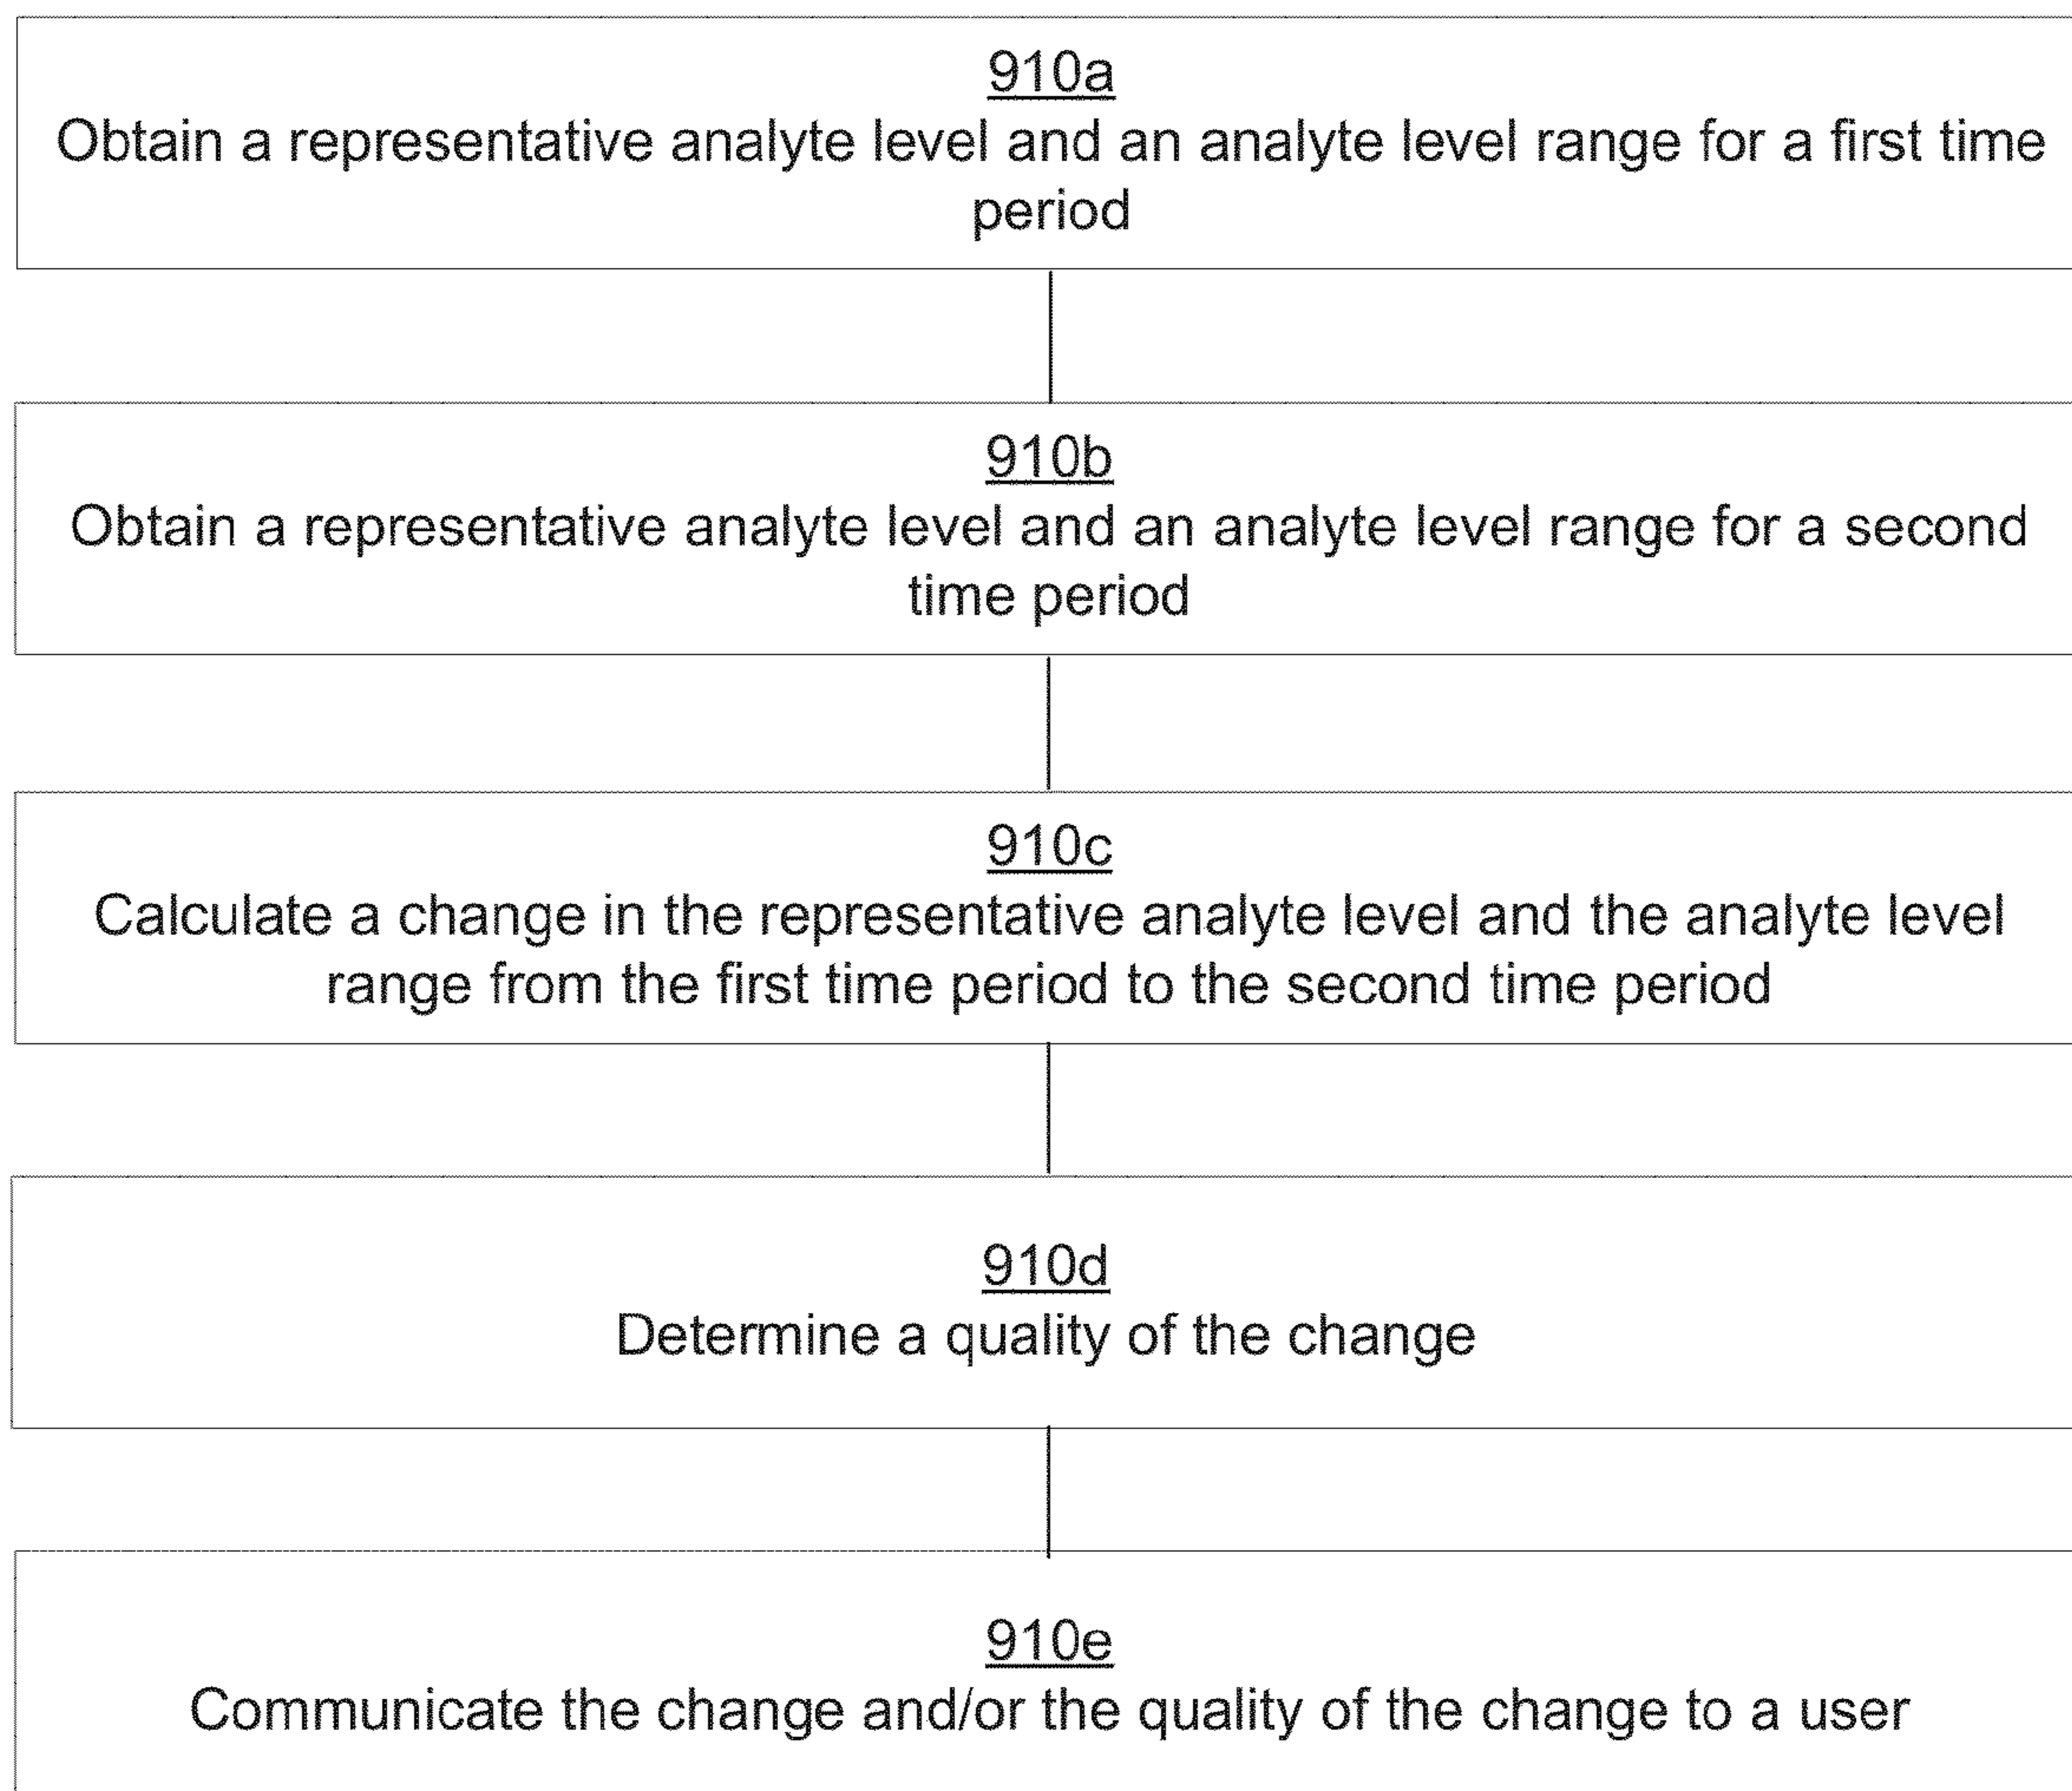 910a
Obtain a representative analyte level and an analyte level range for a first time
period
910b
Obtain a representative analyte level and an analyte level range for a second
time period
910c
Calculate a change in the representative analyte level and the analyte level
range from the first time period to the second time period
910d
Determine a quality of the change
910e
Communicate the change and/or the quality of the change to a user